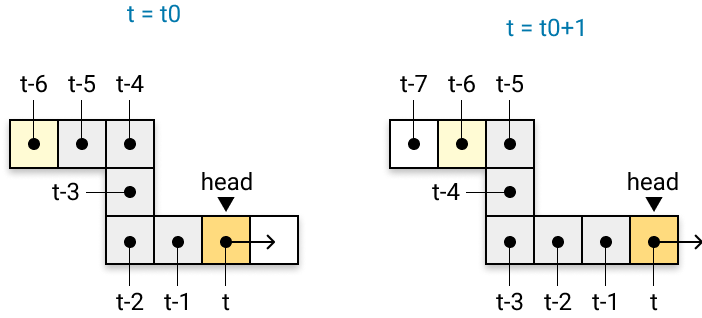 t = t0
t-6 t-5 t-4
t-3
head
t-2 t-1 t
t = t0+1
t-7 t-6 t-5
t-4
head
t-3 t-2 t-1 t